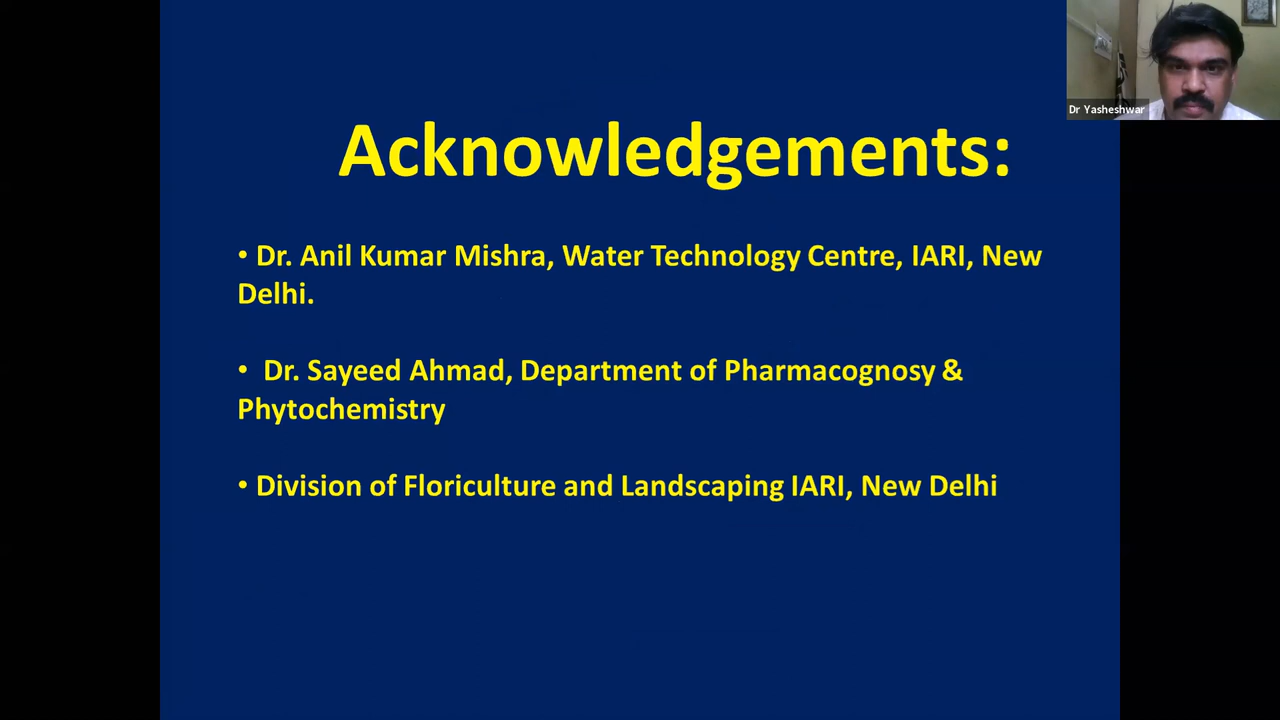 Dr Yasheshwar
Acknowledgements:
• Dr. Anil Kumar Mishra, Water Technology Centre, IARI, New
Delhi.
• Dr. Sayeed Ahmad, Department of Pharmacognosy &
Phytochemistry
• Division of Floriculture and Landscaping IARI, New Delhi